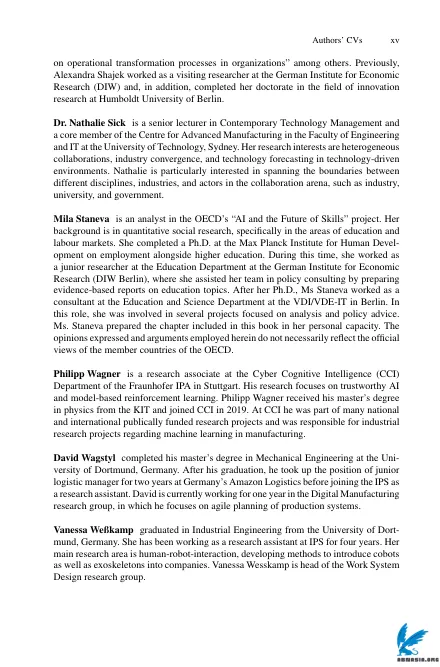 Authors' CVs xv
on operational transformation processes in organizations” among others. Previously,
Alexandra Shajek worked as a visiting researcher at the German Institute for Economic
Research (DIW) and, in addition, completed her doctorate in the field of innovation
research at Humboldt University of Berlin.
Dr. Nathalie Sick is a senior lecturer in Contemporary Technology Management and
a core member of the Centre for Advanced Manufacturing in the Faculty of Engineering
and IT at the University of Technology, Sydney. Her research interests are heterogeneous
collaborations, industry convergence, and technology forecasting in technology-driven
environments. Nathalie is particularly interested in spanning the boundaries between
different disciplines, industries, and actors in the collaboration arena, such as industry,
university, and government.
Mila Staneva is an analyst in the OECD's “AI and the Future of Skills” project. Her
background is in quantitative social research, specifically in the areas of education and
labour markets. She completed a Ph.D. at the Max Planck Institute for Human Devel-
opment on employment alongside higher education. During this time, she worked as
a junior researcher at the Education Department at the German Institute for Economic
Research (DIW Berlin), where she assisted her team in policy consulting by preparing
evidence-based reports on education topics. After her Ph.D., Ms Staneva worked as a
consultant at the Education and Science Department at the VDI/VDE-IT in Berlin. In
this role, she was involved in several projects focused on analysis and policy advice.
Ms. Staneva prepared the chapter included in this book in her personal capacity. The
opinions expressed and arguments employed herein do not necessarily reflect the official
views of the member countries of the OECD.
Philipp Wagner is a research associate at the Cyber Cognitive Intelligence (CCI)
Department of the Fraunhofer IPA in Stuttgart. His research focuses on trustworthy AI
and model-based reinforcement learning. Philipp Wagner received his master's degree
in physics from the KIT and joined CCI in 2019. At CCI he was part of many national
and international publically funded research projects and was responsible for industrial
research projects regarding machine learning in manufacturing.
David Wagstyl completed his master's degree in Mechanical Engineering at the Uni-
versity of Dortmund, Germany. After his graduation, he took up the position of junior
logistic manager for two years at Germany's Amazon Logistics before joining the IPS as
a research assistant. David is currently working for one year in the Digital Manufacturing
research group, in which he focuses on agile planning of production systems.
Vanessa Weßkamp graduated in Industrial Engineering from the University of Dort-
mund, Germany. She has been working as a research assistant at IPS for four years. Her
main research area is human-robot-interaction, developing methods to introduce cobots
as well as exoskeletons into companies. Vanessa Wesskamp is head of the Work System
Design research group.